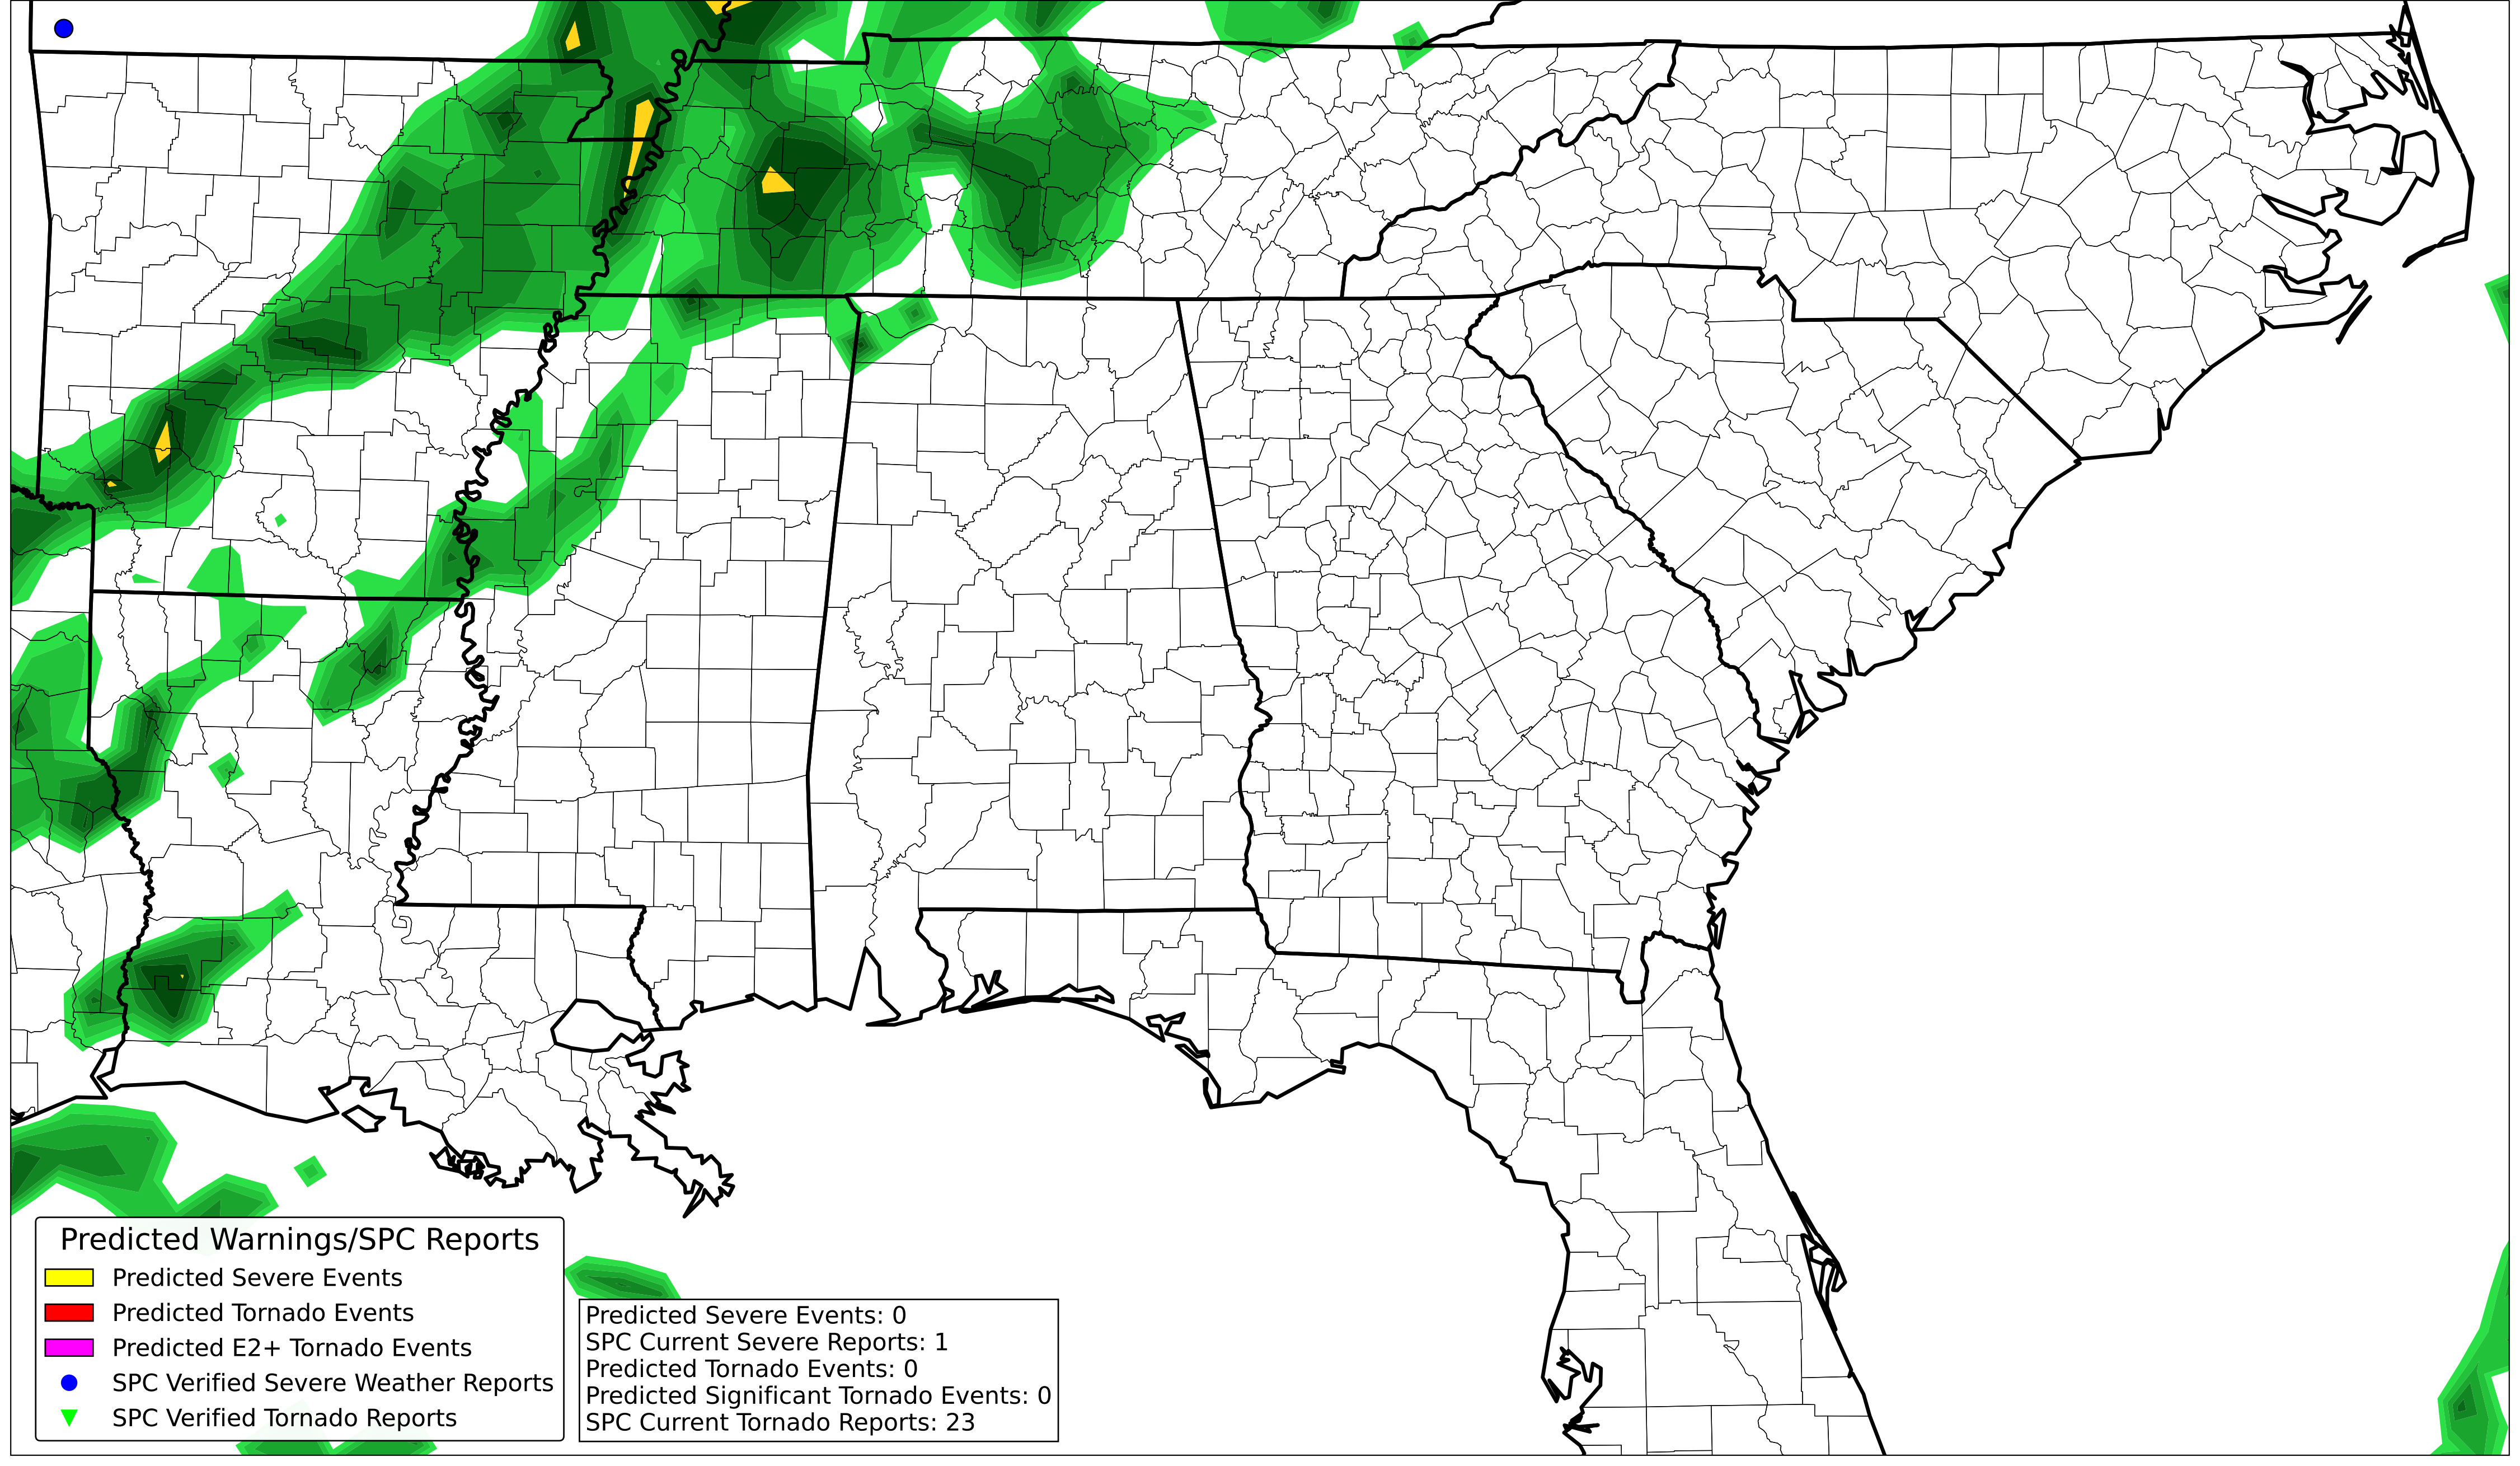 Predicted Warnings/SPC Reports
Predicted Severe Events
Predicted Tornado Events
Predicted E2+ Tornado Events
SPC Verified Severe Weather Reports
SPC Verified Tornado Reports
Predicted Severe Events: 0
SPC Current Severe Reports: 1
Predicted Tornado Events: 0
Predicted Significant Tornado Events: 0
SPC Current Tornado Reports: 23